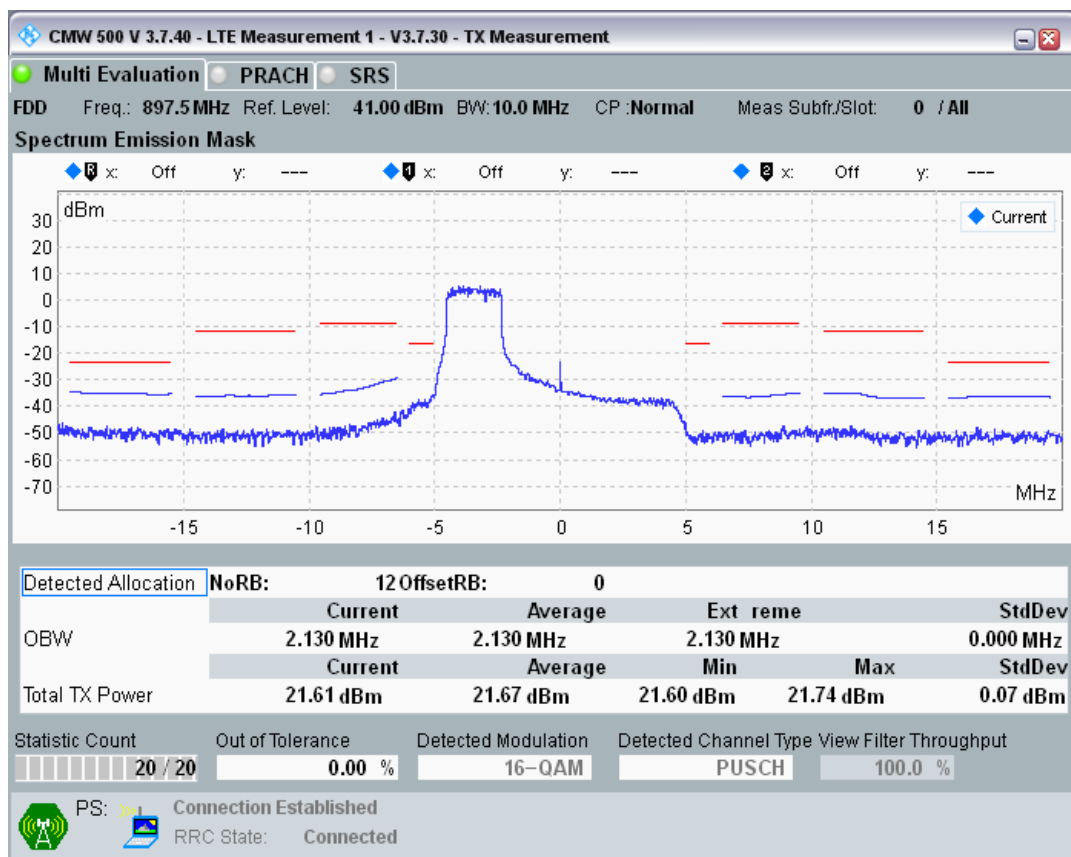 CMW 500 V 3.7.40 - LTE Measurement 1 - V3.7.30 - TX Measurement
Multi Evaluation PRACH SRS
FDD Freq.: 897.5 MHz Ref. Level: 41.00 dBm BW: 10.0 MHz CP :Normal Meas Subfr./Slot: 0 / All
Spectrum Emission Mask
R x: Off y: --- 1 x: Off y: --- 2 x: Off y: ---
dBm
Current
30
20
10
0
-10
-20
-30
-40
-50
-60
-70
MHz
-15 -10 -5 0 5 10 15
Detected Allocation NoRB: 12 OffsetRB: 0
Current Average Ext reme StdDev
OBW 2.130 MHz 2.130 MHz 2.130 MHz 0.000 MHz
Current Average Min Max StdDev
Total TX Power 21.61 dBm 21.67 dBm 21.60 dBm 21.74 dBm 0.07 dBm
Statistic Count Out of Tolerance Detected Modulation Detected Channel Type View Filter Throughput
20 / 20 0.00 % 16-QAM PUSCH 100.0 %
PS: Connection Established
RRC State: Connected